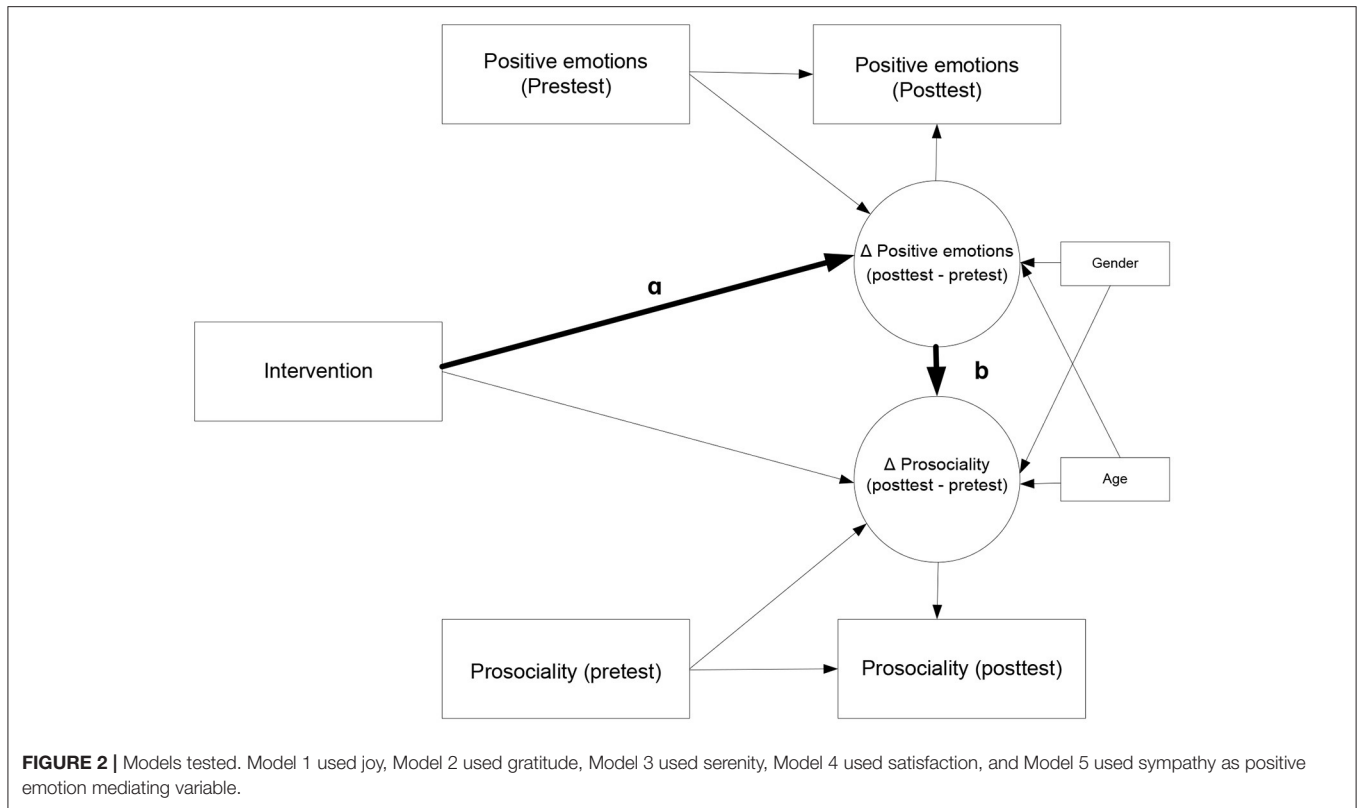 Positive emotions
(Prestest)
Positive emotions
(Posttest)
Δ Positive emotions
(posttest - pretest)
Gender
a
Intervention
b
Δ Prosociality
(posttest - pretest)
Age
Prosociality (pretest)
Prosociality (posttest)
FIGURE 2 | Models tested. Model 1 used joy, Model 2 used gratitude, Model 3 used serenity, Model 4 used satisfaction, and Model 5 used sympathy as positive
emotion mediating variable.